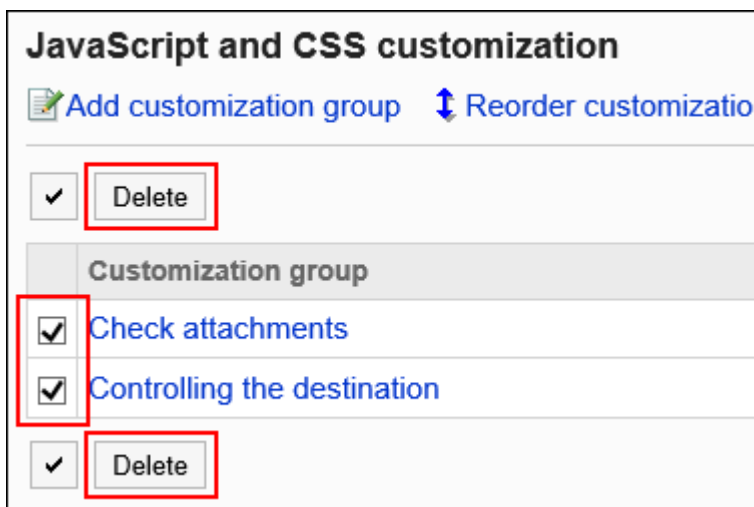 JavaScript and CSS customization
Add customization group Reorder customizatio
Delete
Customization group
Check attachments
Controlling the destination
Delete